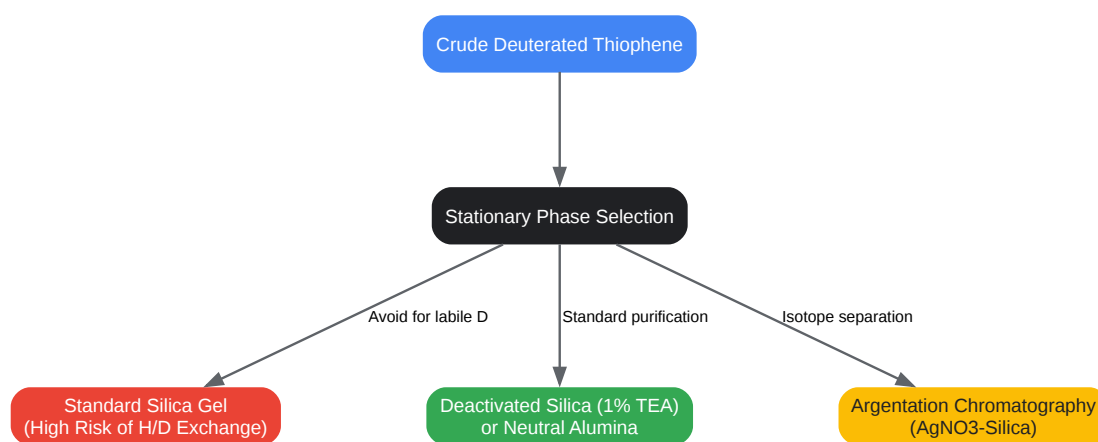 Crude Deuterated Thiophene
Stationary Phase Selection
Avoid for labile D
Standard purification
Isotope separation
Standard Silica Gel
(High Risk of H/D Exchange)
Deactivated Silica (1% TEA)
or Neutral Alumina
Argentation Chromatography
(AgNO3-Silica)